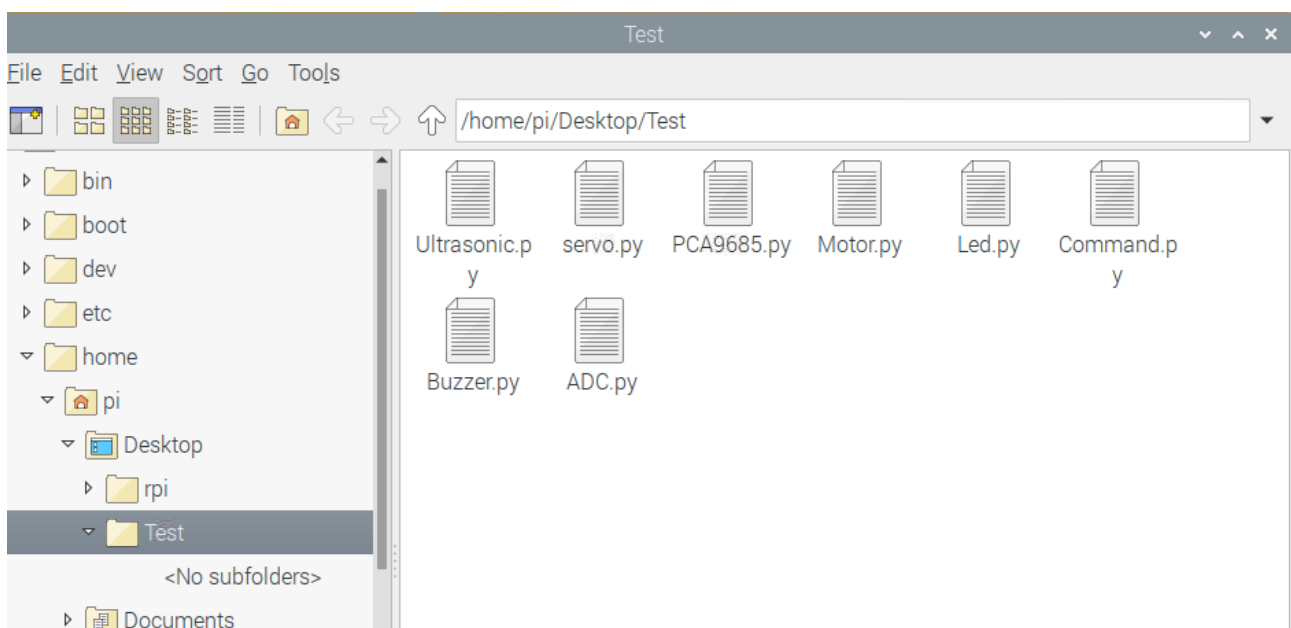 Test
File Edit View Sort Go Tools
/home/pi/Desktop/Test
bin
boot
dev
etc
home
pi
Desktop
rpi
Test
<No subfolders>
Documents
Ultrasonic.p
y
servo.py
PCA9685.py
Motor.py
Led.py
Command.p
y
Buzzer.py
ADC.py